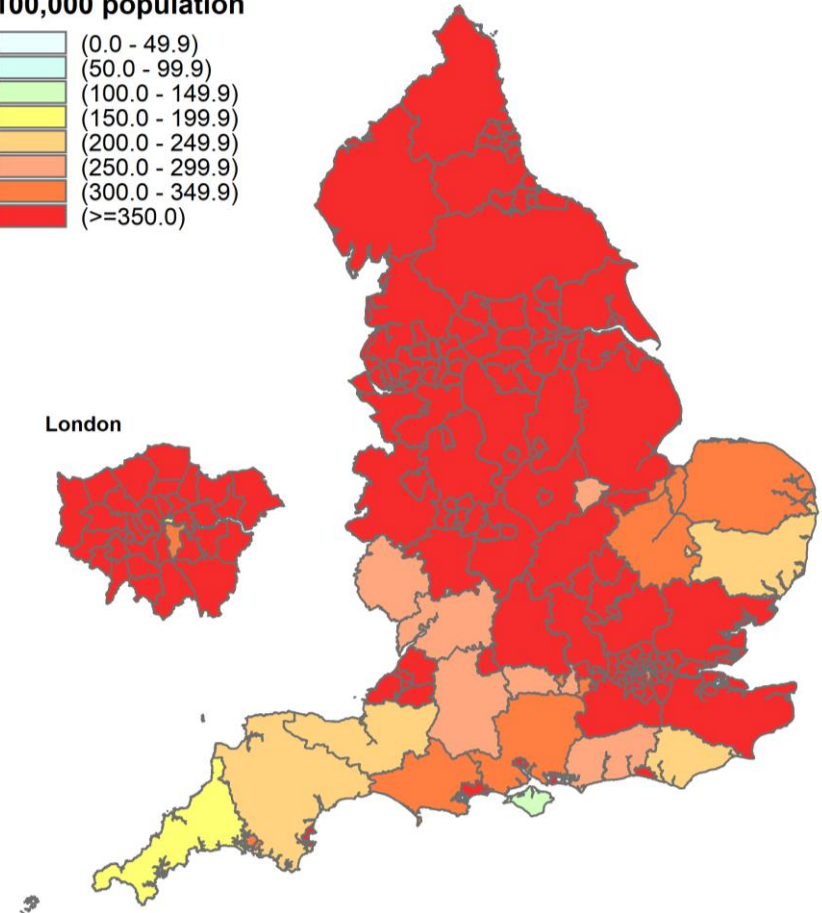 100,000 population
(0.0 - 49.9)
(50.0 - 99.9)
(100.0 - 149.9)
(150.0 - 199.9)
(200.0 - 249.9)
(250.0 - 299.9)
(300.0 - 349.9)
(>=350.0)
London